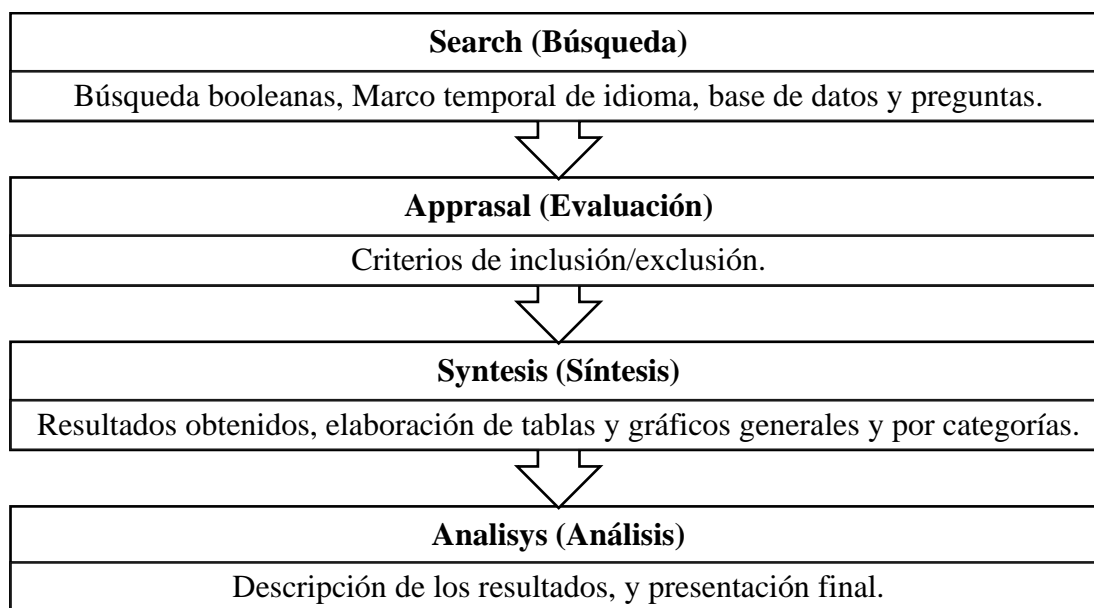 Search (Búsqueda)
Búsqueda booleanas, Marco temporal de idioma, base de datos y preguntas.
Apprasal (Evaluación)
Criterios de inclusión/exclusión.
Syntesis (Síntesis)
Resultados obtenidos, elaboración de tablas y gráficos generales y por categorías.
Analisys (Análisis)
Descripción de los resultados, y presentación final.